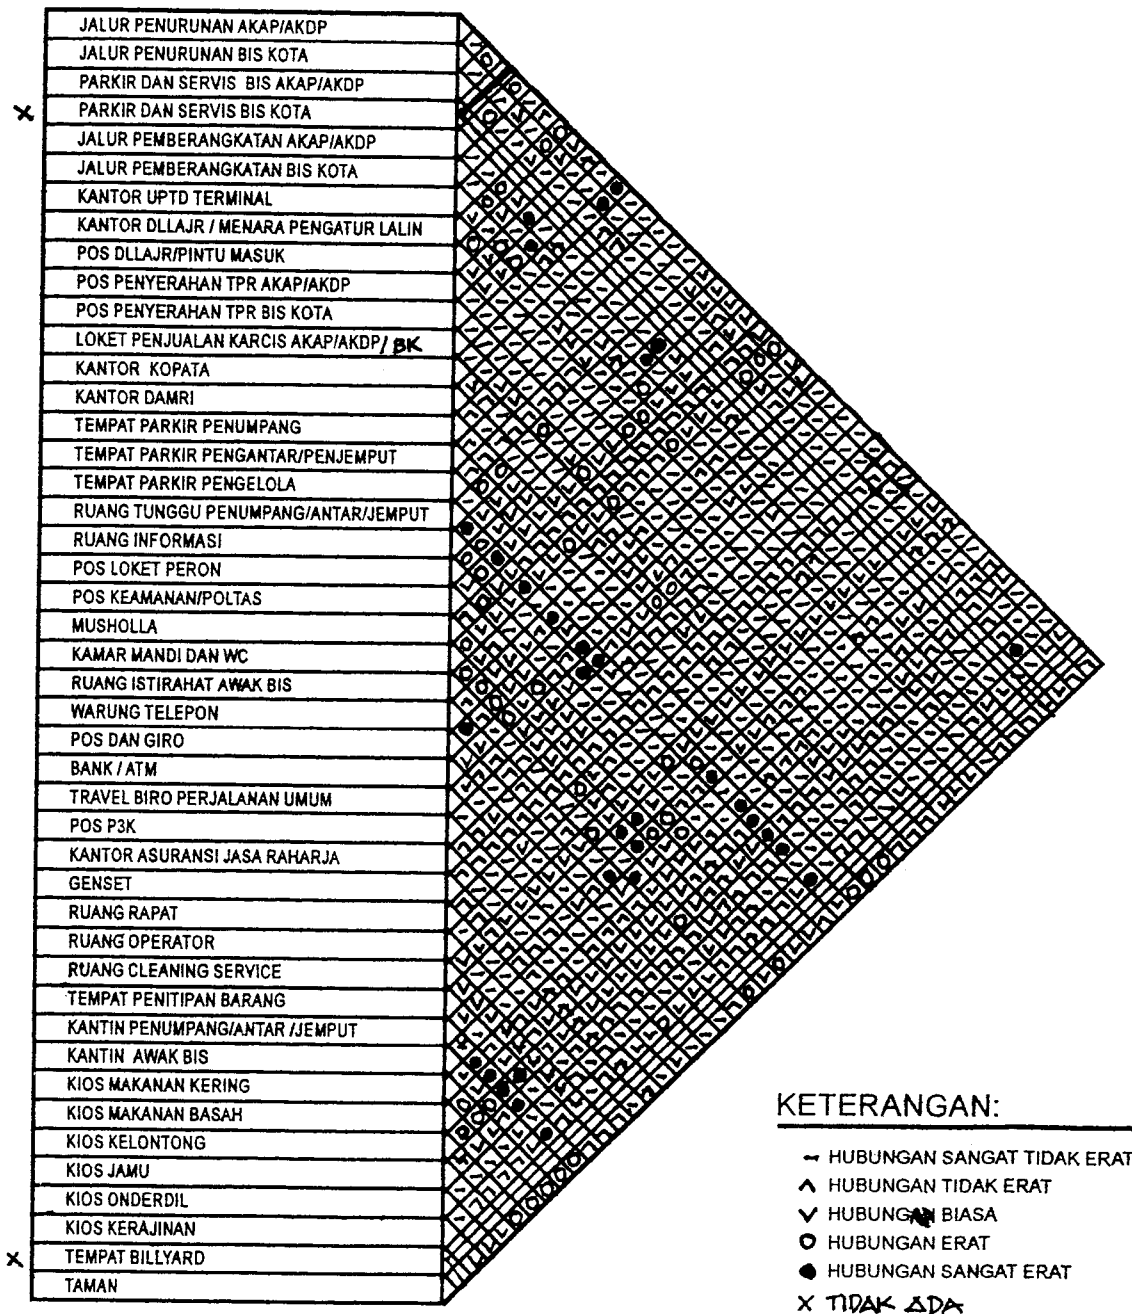 JALUR PENURUNAN AKAP/AKDP
JALUR PENURUNAN BIS KOTA
PARKIR DAN SERVIS BIS AKAP/AKDP
X PARKIR DAN SERVIS BIS KOTA
JALUR PEMBERANGKATAN AKAP/AKDP
JALUR PEMBERANGKATAN BIS KOTA
KANTOR UPTD TERMINAL
KANTOR DLLAJR / MENARA PENGATUR LALIN
POS DLLAJR/PINTU MASUK
POS PENYERAHAN TPR AKAP/AKDP
POS PENYERAHAN TPR BIS KOTA
LOKET PENJUALAN KARCIS AKAP/AKDP/ BK
KANTOR KOPATA
KANTOR DAMRI
TEMPAT PARKIR PENUMPANG
TEMPAT PARKIR PENGANTAR/PENJEMPUT
TEMPAT PARKIR PENGELOLA
RUANG TUNGGU PENUMPANG/ANTAR/JEMPUT
RUANG INFORMASI
POS LOKET PERON
POS KEAMANAN/POLTAS
MUSHOLLA
KAMAR MANDI DAN WC
RUANG ISTIRAHAT AWAK BIS
WARUNG TELEPON
POS DAN GIRO
BANK / ATM
TRAVEL BIRO PERJALANAN UMUM
POS P3K
KANTOR ASURANSI JASA RAHARJA
GENSET
RUANG RAPAT
RUANG OPERATOR
RUANG CLEANING SERVICE
TEMPAT PENITIPAN BARANG
KANTIN PENUMPANG/ANTAR /JEMPUT
KANTIN AWAK BIS
KIOS MAKANAN KERING
KIOS MAKANAN BASAH
KIOS KELONTONG
KIOS JAMU
KIOS ONDERDIL
KIOS KERAJINAN
X TEMPAT BILLYARD
TAMAN
KETERANGAN:
HUBUNGAN SANGAT TIDAK ERAT
HUBUNGAN TIDAK ERAT
HUBUNGAN BIASA
HUBUNGAN ERAT
HUBUNGAN SANGAT ERAT
X TIDAK ADA